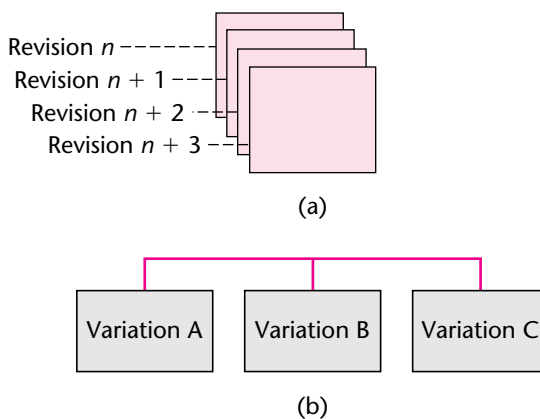 Revision n
Revision n + 1
Revision n + 2
Revision n + 3
(a)
Variation A
Variation B
Variation C
(b)